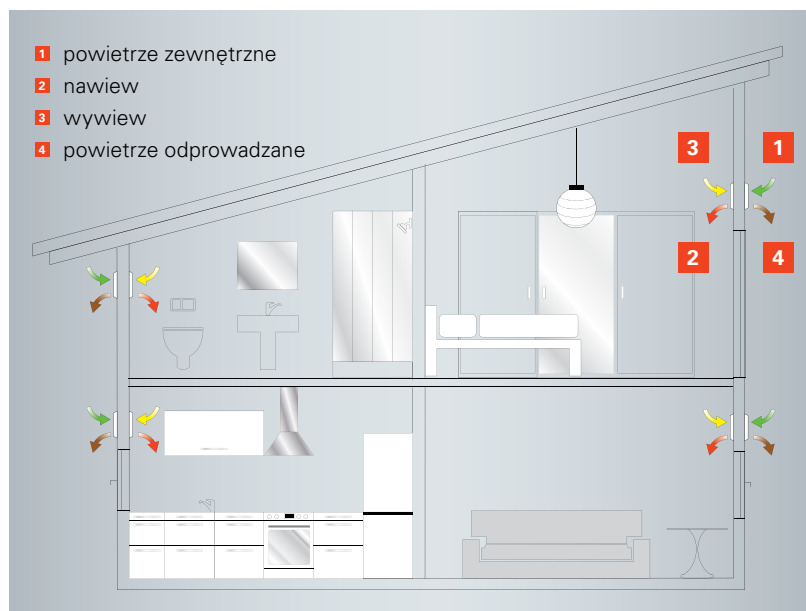 1 powietrze zewnętrzne
2 nawiew
3 wywiew
4 powietrze odprowadzane
3 1
2 4